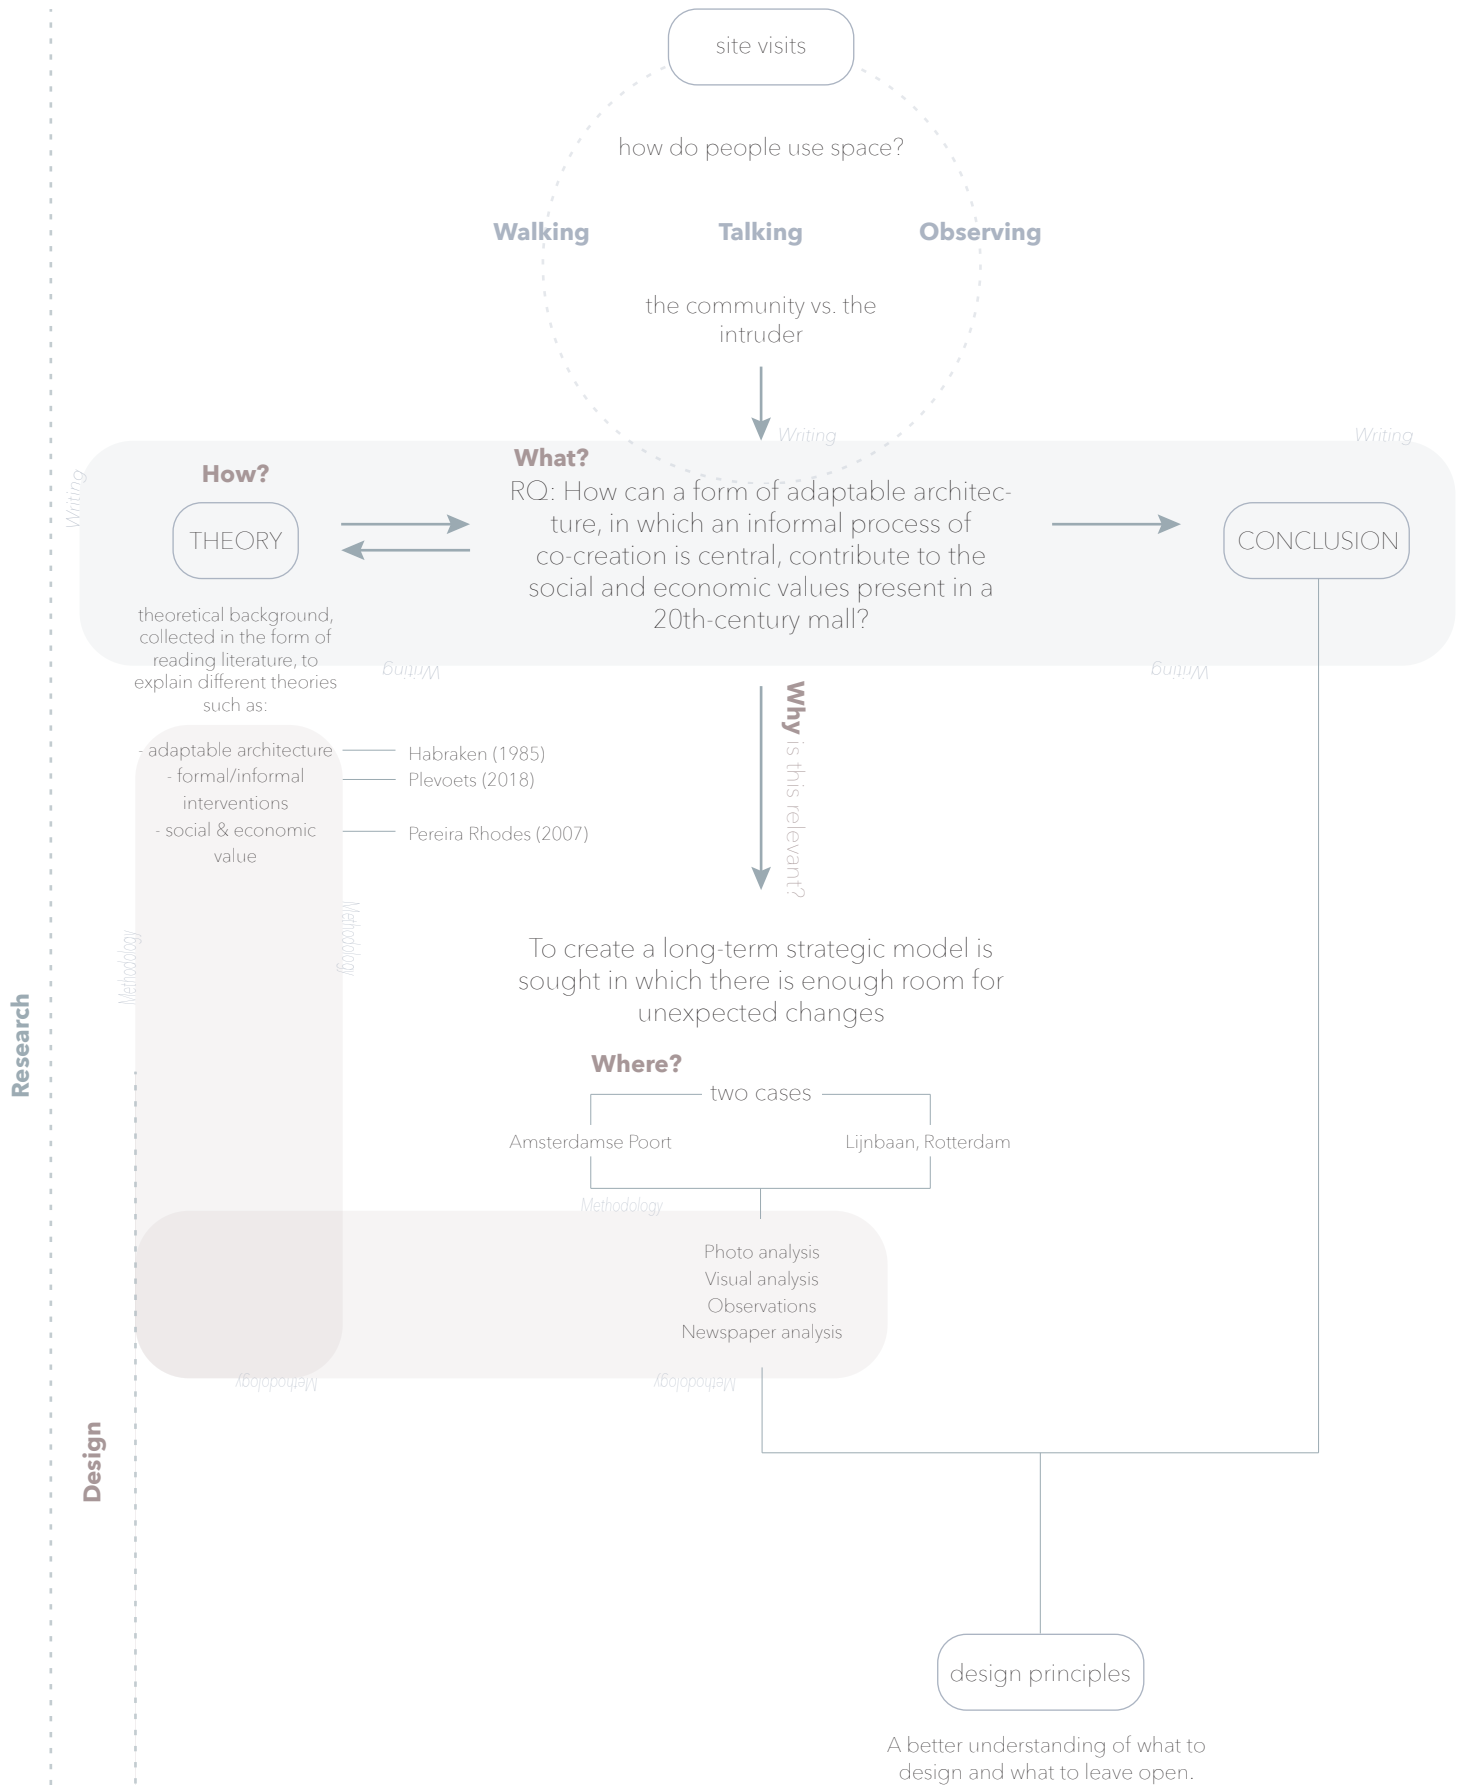 site visits
how do people use space?
Walking
Talking
Observing
the community vs. the
intruder
Writing
Writing
Writing
How?
What?
THEORY
RQ: How can a form of adaptable architec-
ture, in which an informal process of
co-creation is central, contribute to the
social and economic values present in a
20th-century mall?
CONCLUSION
theoretical background,
collected in the form of
reading literature, to
explain different theories
such as:
Writing
Writing
Why is this relevant?
- adaptable architecture
- formal/informal
interventions
- social & economic
value
Habraken (1985)
Plevoets (2018)
Pereira Rhodes (2007)
Methodology
Methodology
To create a long-term strategic model is
sought in which there is enough room for
unexpected changes
Research
Where?
two cases
Amsterdamse Poort
Lijnbaan, Rotterdam
Methodology
Photo analysis
Visual analysis
Observations
Newspaper analysis
Methodology
Methodology
Design
design principles
A better understanding of what to
design and what to leave open.